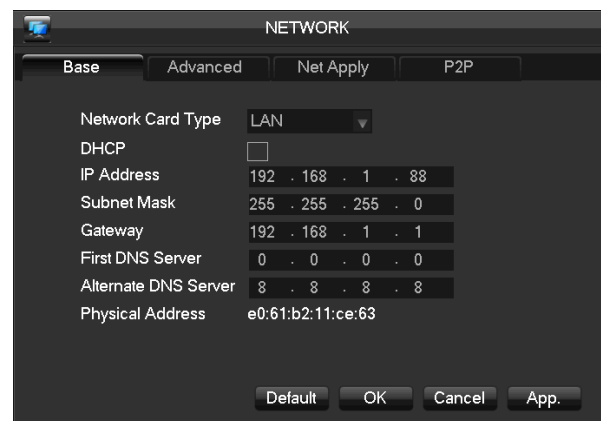 NETWORK
Base Advanced Net Apply P2P
Network Card Type LAN
DHCP
IP Address 192 . 168 . 1 . 88
Subnet Mask 255 . 255 . 255 . 0
Gateway 192 . 168 . 1 . 1
First DNS Server 0 . 0 . 0 . 0
Alternate DNS Server 8 . 8 . 8 . 8
Physical Address e0:61:b2:11:ce:63
Default OK Cancel App.